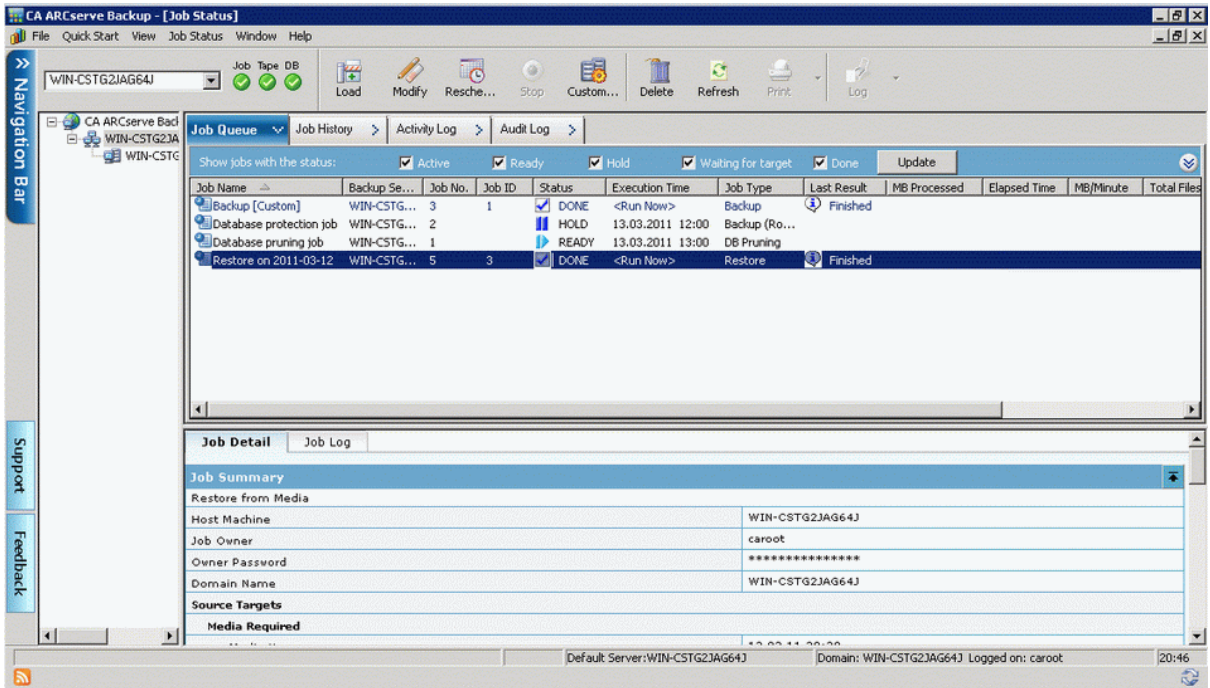 CA ARCserve Backup - [Job Status]
File Quick Start View Job Status Window Help
Navigation Bar
WIN-CSTG2JAG64J
Job Tape DB
Load Modify Resche... Stop Custom... Delete Refresh Print Log
CA ARCserve Back
WIN-CSTG2JA
WIN-CSTG
Job Queue Job History Activity Log Audit Log
Show jobs with the status: Active Ready Hold Waiting for target Done Update
Job Name Backup Se... Job No. Job ID Status Execution Time Job Type Last Result MB Processed Elapsed Time MB/Minute Total Files
Backup [Custom] WIN-CSTG... 3 1 DONE <Run Now> Backup Finished
Database protection job WIN-CSTG... 2 HOLD 13.03.2011 12:00 Backup (Ro...
Database pruning job WIN-CSTG... 1 READY 13.03.2011 13:00 DB Pruning
Restore on 2011-03-12 WIN-CSTG... 5 3 DONE <Run Now> Restore Finished
Support
Feedback
Job Detail Job Log
Job Summary
Restore from Media
Host Machine WIN-CSTG2JAG64J
Job Owner caroot
Owner Password ***************
Domain Name WIN-CSTG2JAG64J
Source Targets
Media Required
Default Server:WIN-CSTG2JAG64J Domain: WIN-CSTG2JAG64J Logged on: caroot 20:46